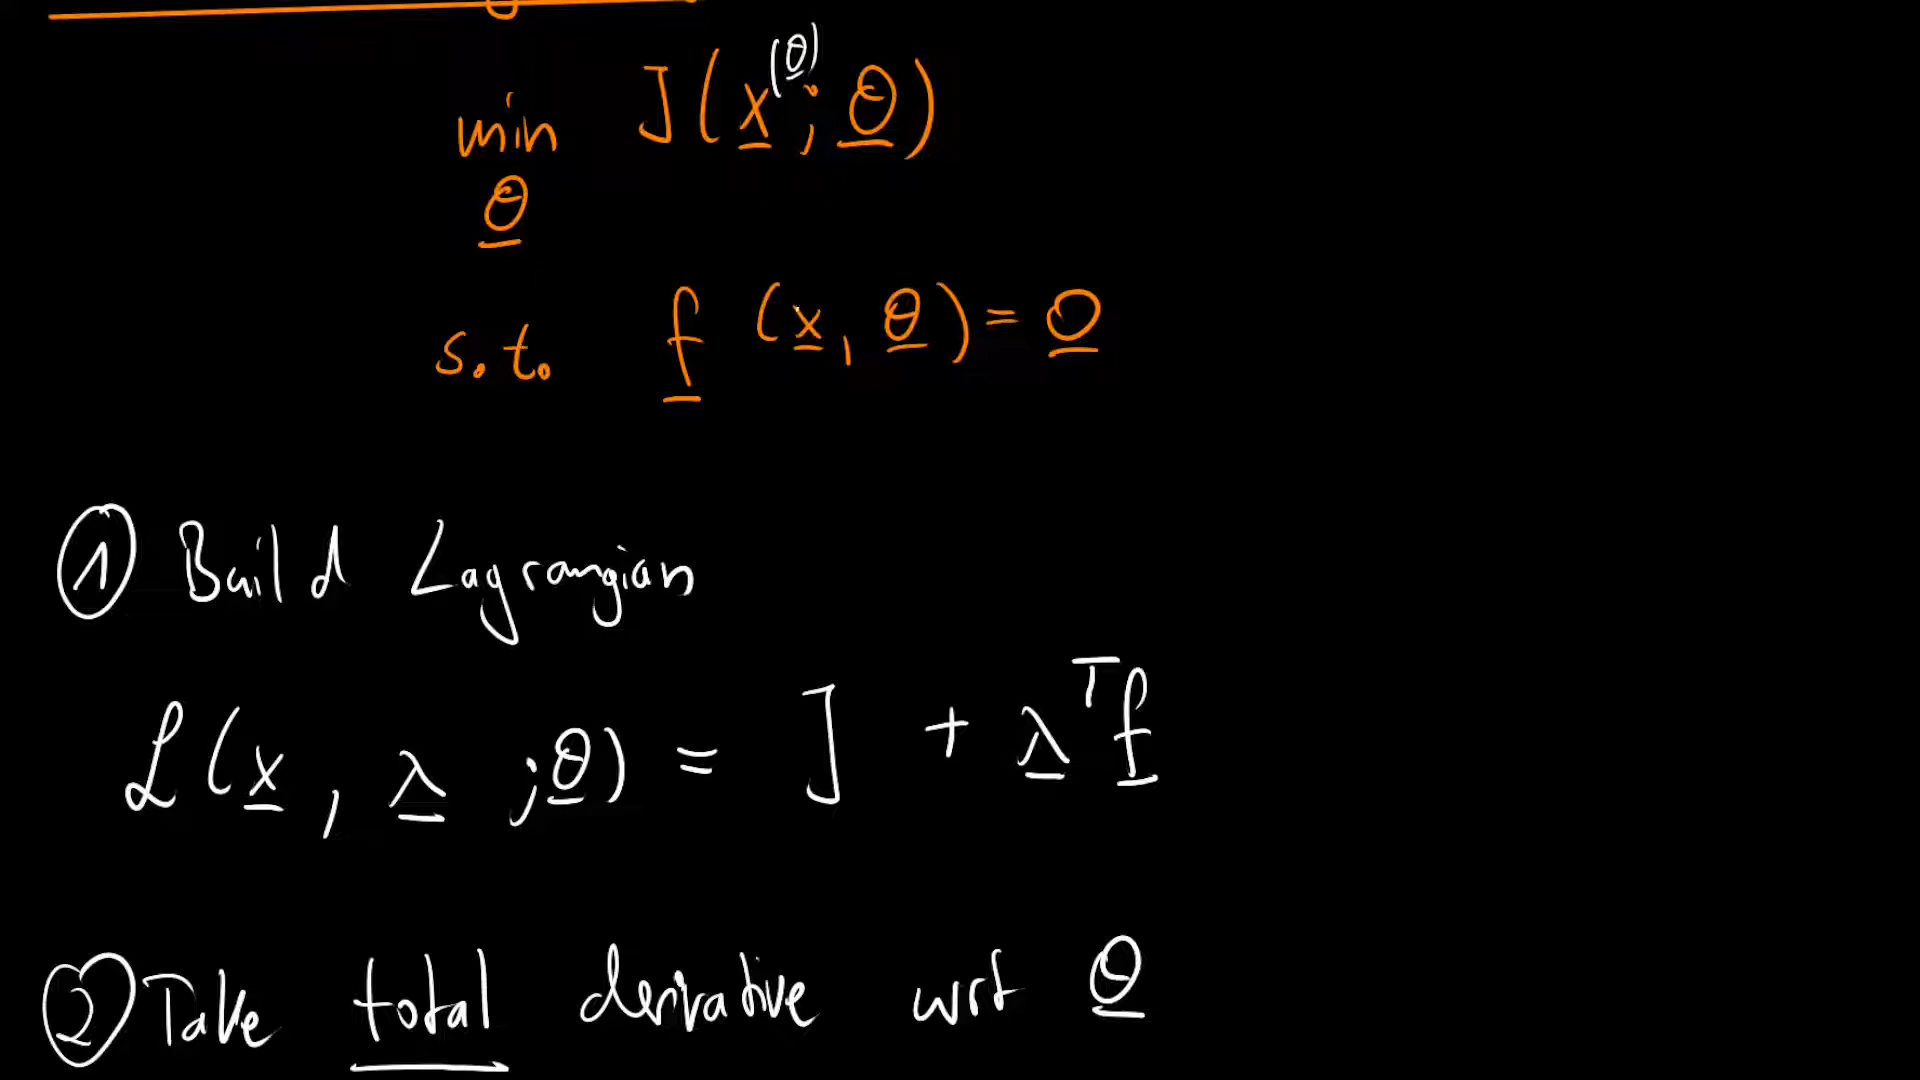 min J(x(θ); θ)
θ
s.t. f (x, θ) = 0
① Build Lagrangian
L(x, λ ; θ) = J + λᵀf
② Take total derivative wrt θ